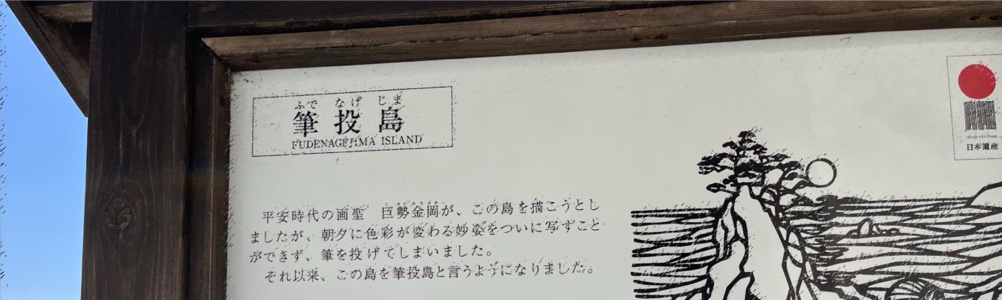 ふで なげ じま
筆投島
FUDENAGEJIMA ISLAND
平安時代の画聖 巨勢金岡が、この島を描こうとし
ましたが、朝夕に色彩が変わる妙姿をついに写すこと
ができず、筆を投げてしまいました。
それ以来、この島を筆投島と言うようになりました。
日本遺産